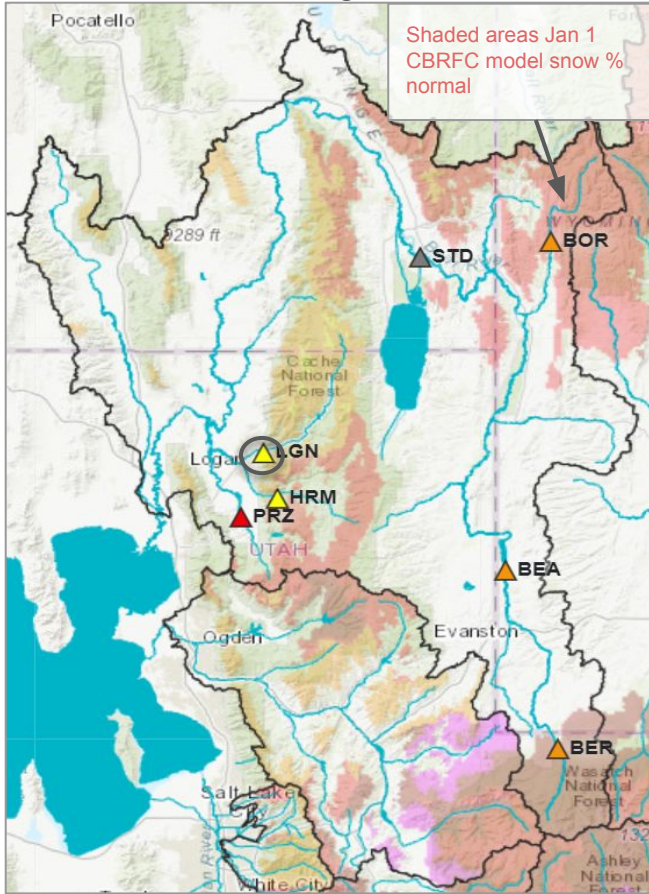 Pocatello
Shaded areas Jan 1
CBRFC model snow %
normal
9289 ft
WYOMING
BOR
STD
Cache
National
Forest
Logan
LGN
HRM
PRZ
UTAH
BEA
Ogden
Evanston
BER
Wasatch
National
Forest
Salt Lake
City
White City
Ashley
National
Forest